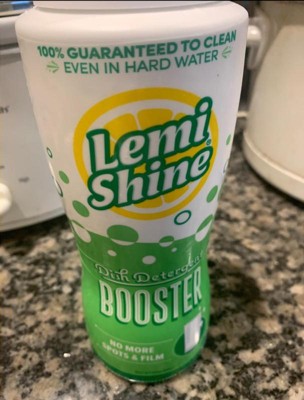 100% GUARANTEED TO CLEAN
EVEN IN HARD WATER
Lemi
Shine®
Dish Detergent
BOOSTER
NO MORE
SPOTS & FILM